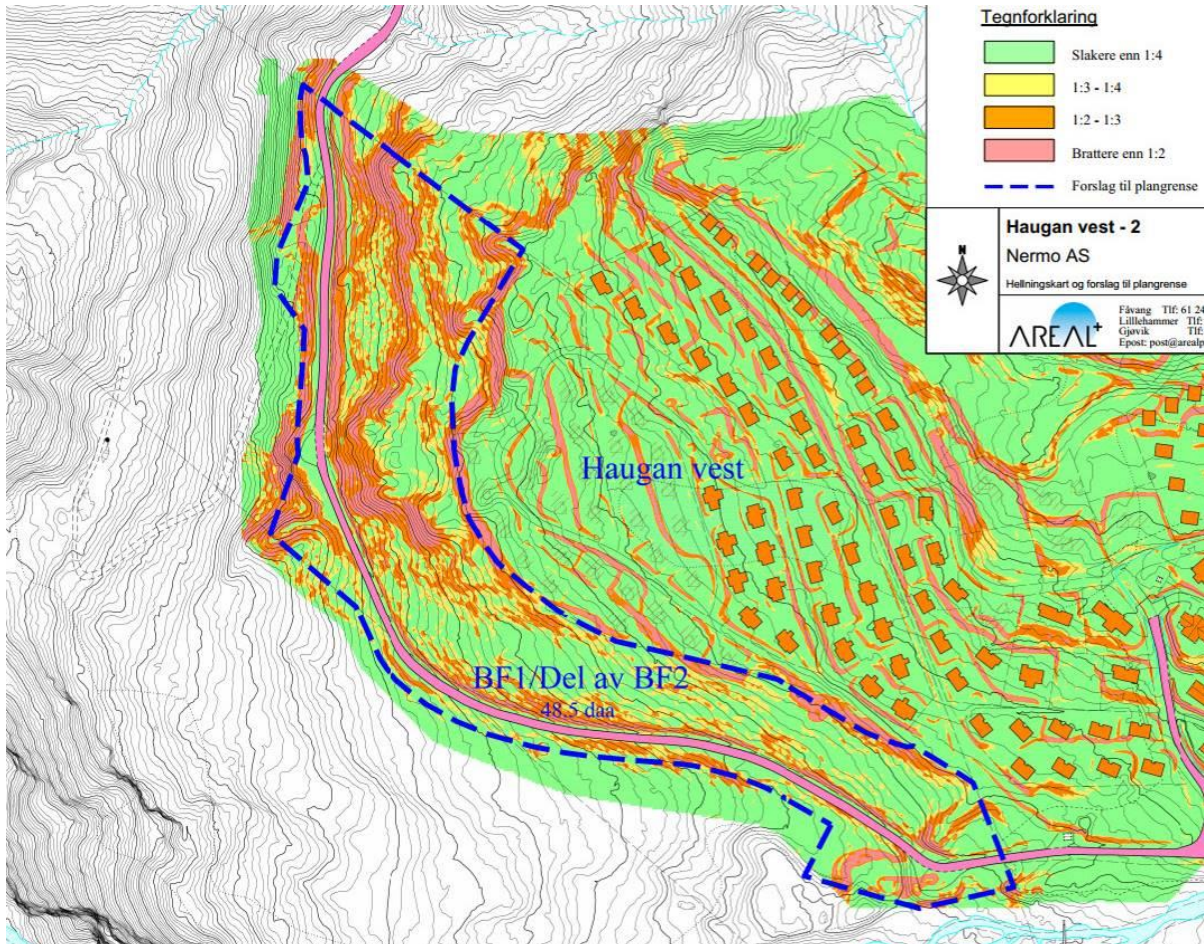 Tegnforklaring
Slakere enn 1:4
1:3 - 1:4
1:2 - 1:3
Brattere enn 1:2
Forslag til plangrense
N
Haugan vest - 2
Nermo AS
Hellningskart og forslag til plangrense
AREAL+
Fåvang Tlf: 61 24
Lilllehammer Tlf:
Gjøvik Tlf:
Epost: post@arealp
Haugan vest
BF1/Del av BF2
48.5 daa